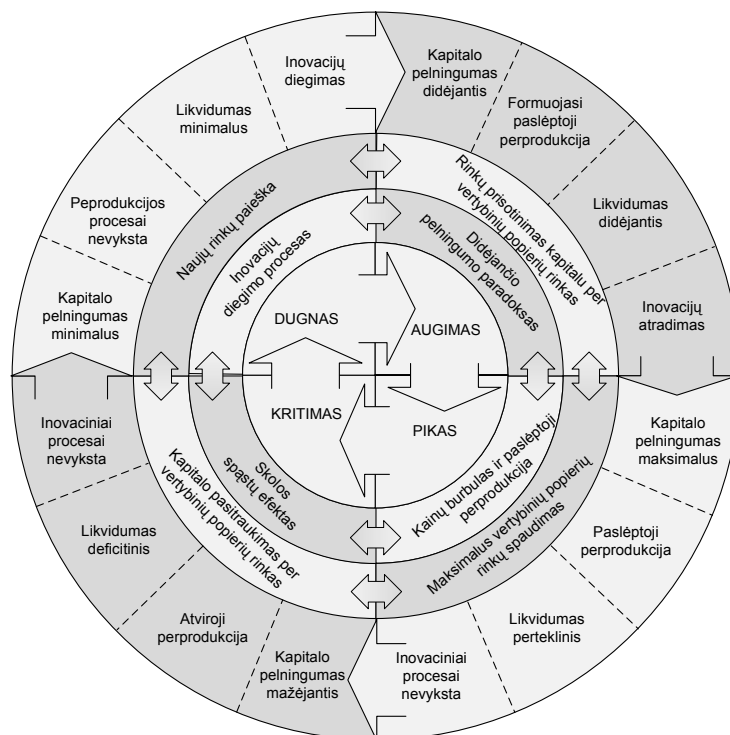 Inovacijų
diegimas
Kapitalo
pelningumas
didėjantis
Formuojasi
paslėptoji
perprodukcija
Likvidumas
didėjantis
Inovacijų
atradimas
Kapitalo
pelningumas
maksimalus
Paslėptoji
perprodukcija
Likvidumas
perteklinis
Inovaciniai
procesai
nevyksta
Kapitalo
pelningumas
mažėjantis
Atviroji
perprodukcija
Likvidumas
deficitinis
Inovaciniai
procesai
nevyksta
Kapitalo
pelningumas
minimalus
Peprodukcijos
procesai
nevyksta
Likvidumas
minimalus
Naujų rinkų paieška
Rinkų prisotinimas kapitalu per
vertybinių popierių rinkas
Maksimalus vertybinių popierių
rinkų spaudimas
Kapitalo pasitraukimas per
vertybinių popierių rinkas
Inovacijų
diegimo procesas
Didėjančio
pelningumo paradoksas
Kainų burbulas ir paslėptoji
perprodukcija
Skolos
spąstų efektas
DUGNAS
AUGIMAS
KRITIMAS
PIKAS